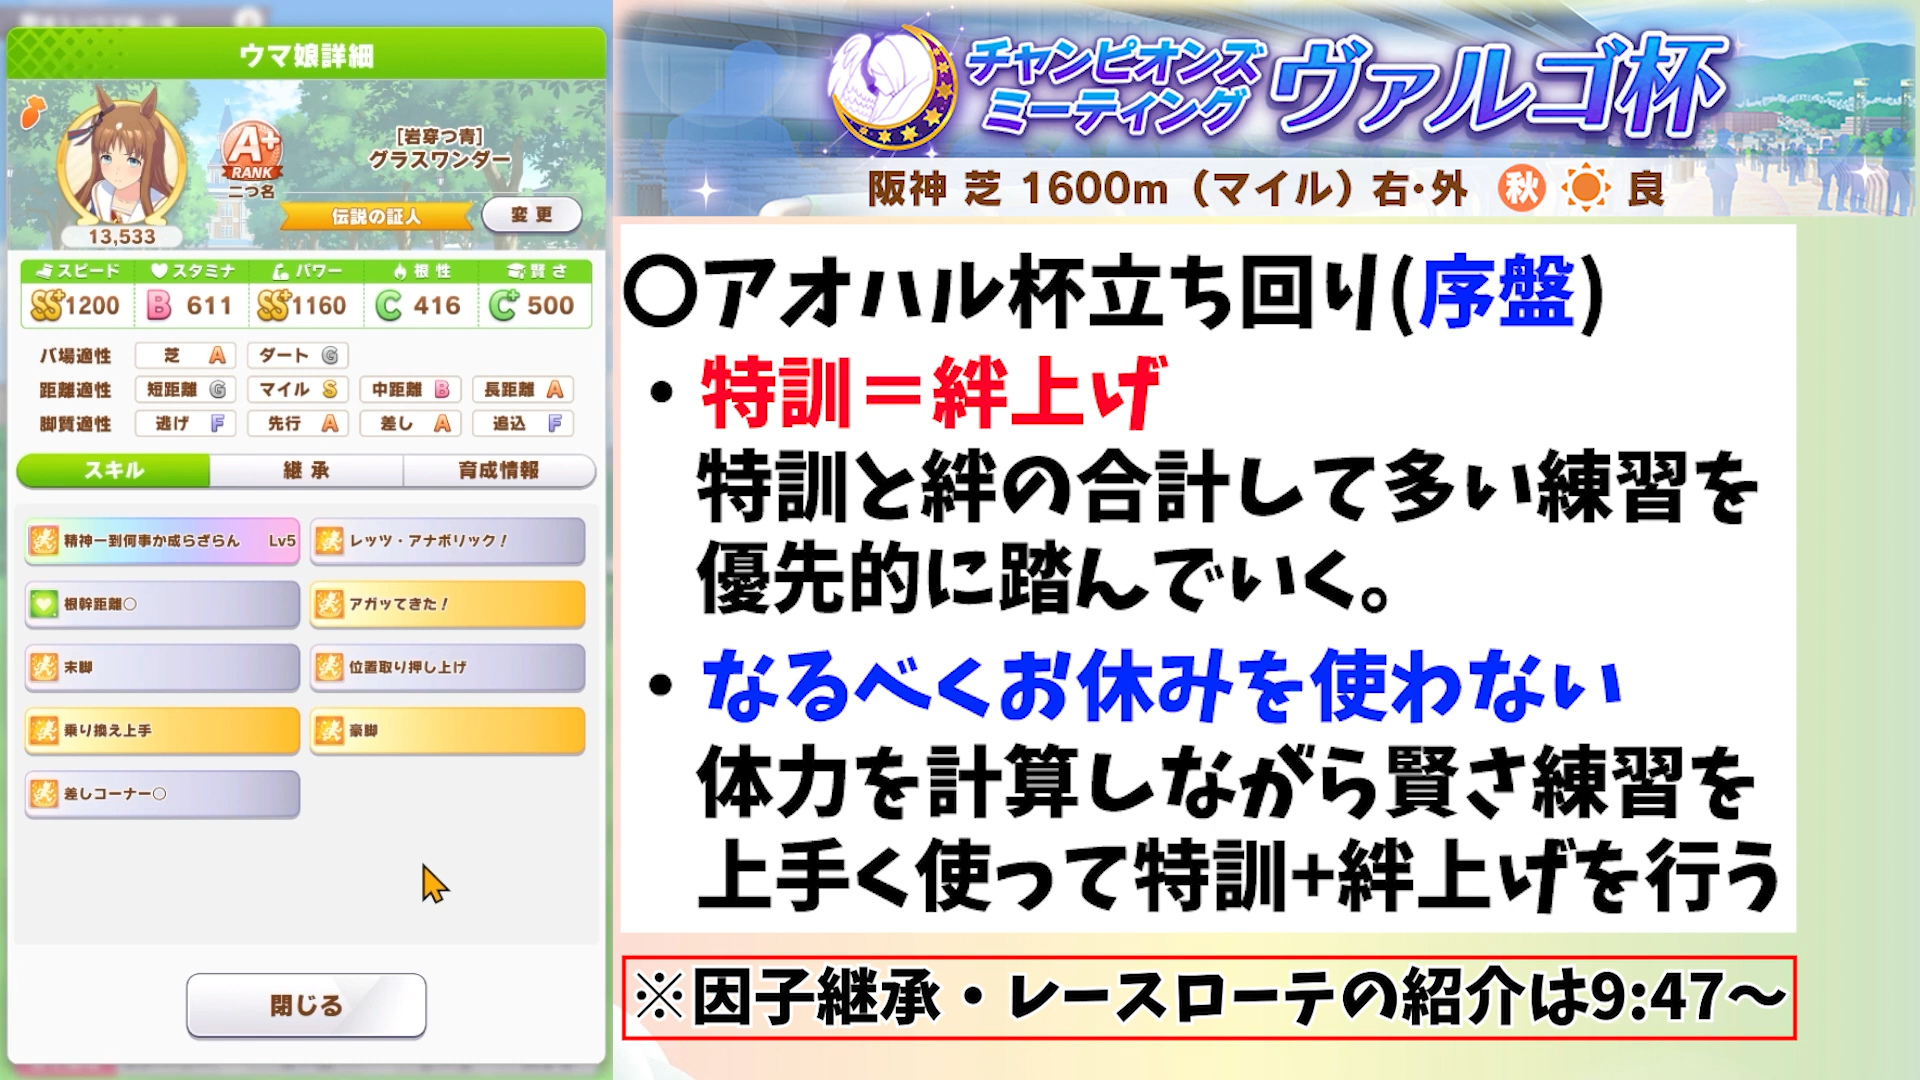 ウマ娘詳細
[岩穿つ青]
グラスワンダー
A+
RANK
二つ名
伝説の証人
変更
13,533
スピード スタミナ パワー 根性 賢さ
SS+ 1200 B 611 SS+ 1160 C 416 C+ 500
バ場適性 芝 A ダート G
距離適性 短距離 G マイル S 中距離 B 長距離 A
脚質適性 逃げ F 先行 A 差し A 追込 F
スキル 継承 育成情報
精神一到何事か成らざらん Lv5
レッツ・アナボリック！
根幹距離○
アガッてきた！
末脚
位置取り押し上げ
乗り換え上手
豪脚
差しコーナー○
閉じる
チャンピオンズ
ミーティング
ヴァルゴ杯
阪神 芝 1600m（マイル）右・外 秋 良
〇アオハル杯立ち回り(序盤)
・特訓＝絆上げ
特訓と絆の合計して多い練習を
優先的に踏んでいく。
・なるべくお休みを使わない
体力を計算しながら賢さ練習を
上手く使って特訓+絆上げを行う
※因子継承・レースローテの紹介は9:47～